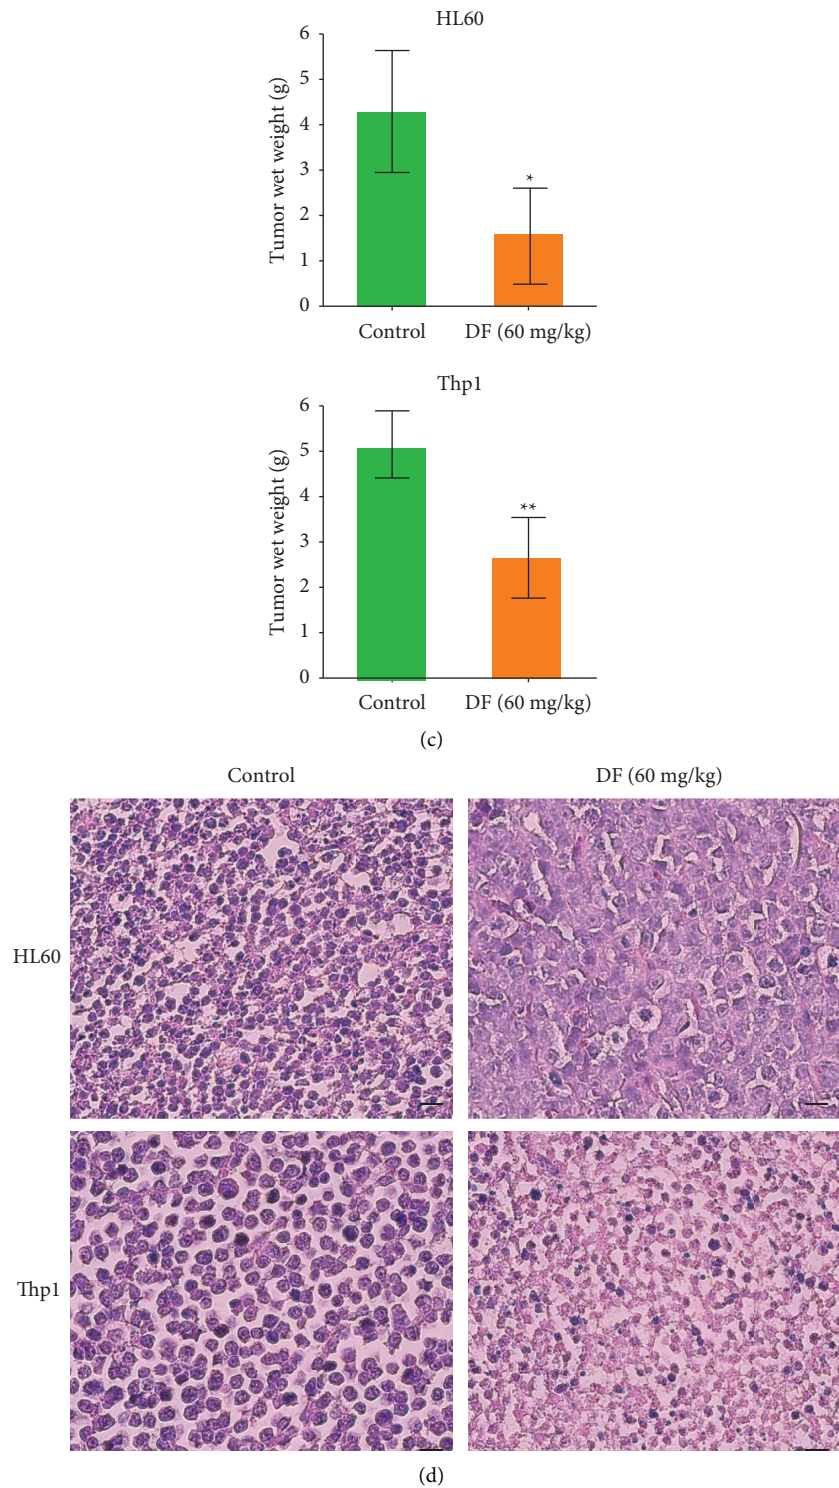 HL60
Tumor wet weight (g)
6
5
4
3
2
1
0
*
Control
DF (60 mg/kg)
Thp1
Tumor wet weight (g)
6
5
4
3
2
1
0
**
Control
DF (60 mg/kg)
(c)
Control
DF (60 mg/kg)
HL60
Thp1
(d)